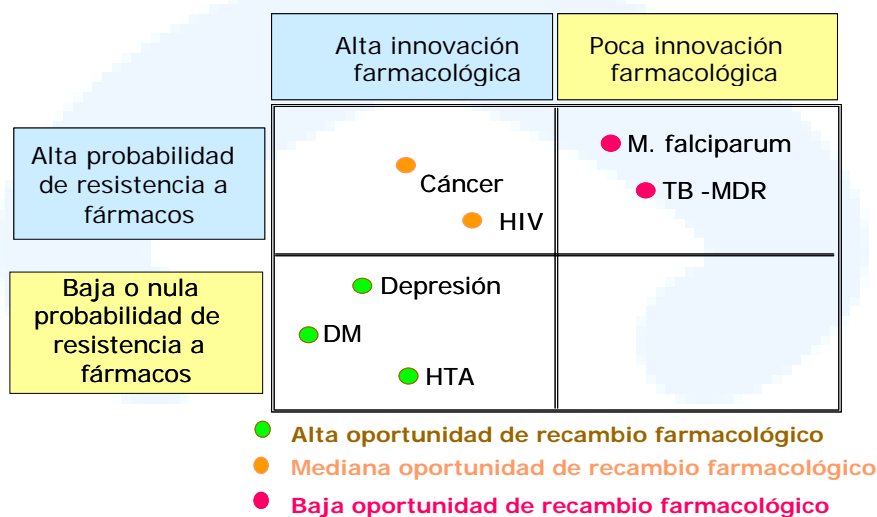 Alta innovación
farmacológica
Poca innovación
farmacológica
Alta probabilidad
de resistencia a
fármacos
M. falciparum
Cáncer
TB -MDR
HIV
Baja o nula
probabilidad de
resistencia a
fármacos
Depresión
DM
HTA
Alta oportunidad de recambio farmacológico
Mediana oportunidad de recambio farmacológico
Baja oportunidad de recambio farmacológico